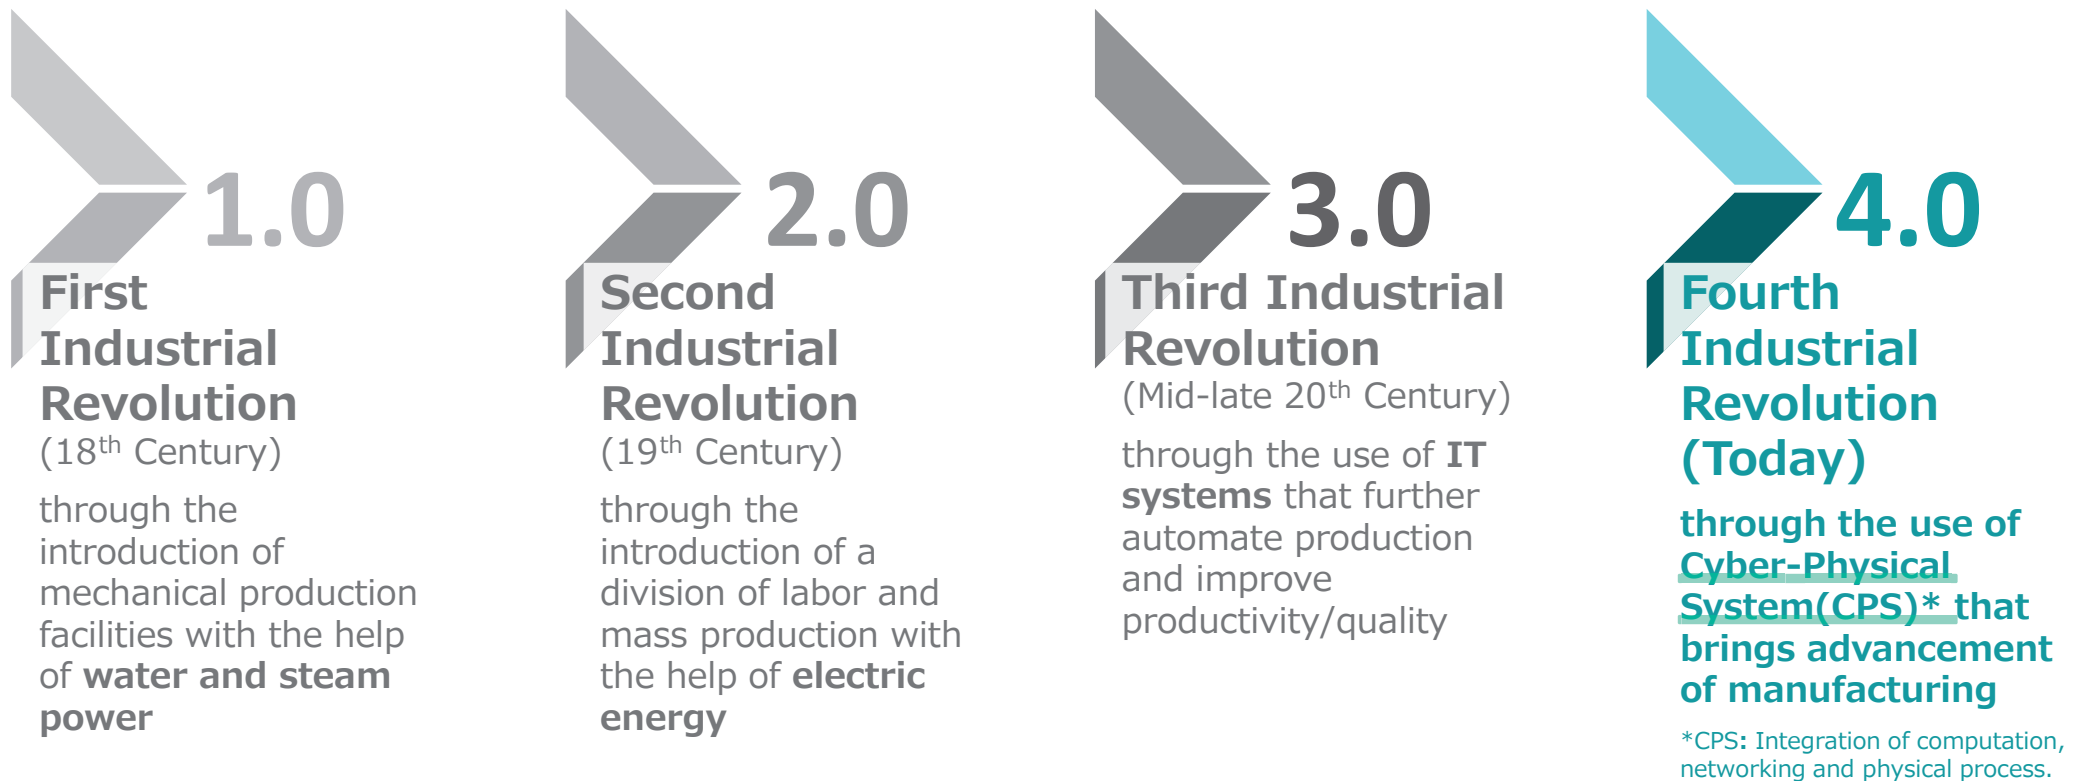 1.0
First
Industrial
Revolution
(18th Century)
through the
introduction of
mechanical production
facilities with the help
of water and steam
power
2.0
Second
Industrial
Revolution
(19th Century)
through the
introduction of a
division of labor and
mass production with
the help of electric
energy
3.0
Third Industrial
Revolution
(Mid-late 20th Century)
through the use of IT
systems that further
automate production
and improve
productivity/quality
4.0
Fourth
Industrial
Revolution
(Today)
through the use of
Cyber-Physical
System(CPS)* that
brings advancement
of manufacturing
*CPS: Integration of computation,
networking and physical process.